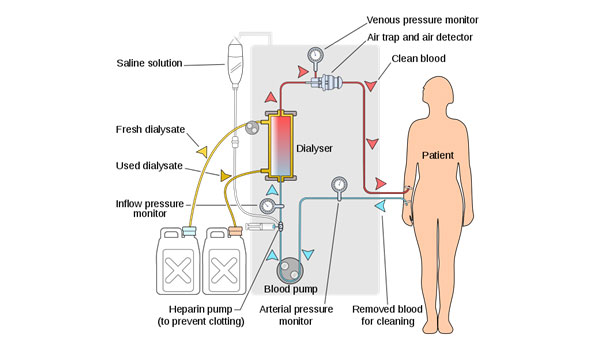 Venous pressure monitor
Air trap and air detector
Saline solution
Clean blood
Fresh dialysate
Dialyser
Patient
Used dialysate
Inflow pressure
monitor
Blood pump
Heparin pump
(to prevent clotting)
Arterial pressure
monitor
Removed blood
for cleaning